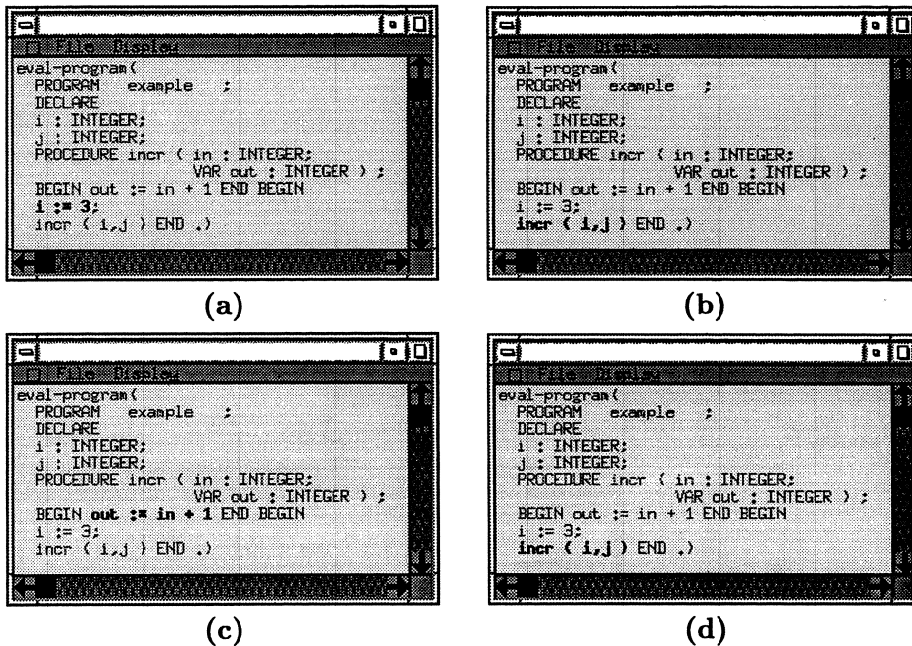 File Display
eval-program(
PROGRAM example ;
DECLARE
i : INTEGER;
j : INTEGER;
PROCEDURE incr ( in : INTEGER;
VAR out : INTEGER ) ;
BEGIN out := in + 1 END BEGIN
i := 3;
incr ( i,j ) END .)
(a)
File Display
eval-program(
PROGRAM example ;
DECLARE
i : INTEGER;
j : INTEGER;
PROCEDURE incr ( in : INTEGER;
VAR out : INTEGER ) ;
BEGIN out := in + 1 END BEGIN
i := 3;
incr ( i,j ) END .)
(b)
File Display
eval-program(
PROGRAM example ;
DECLARE
i : INTEGER;
j : INTEGER;
PROCEDURE incr ( in : INTEGER;
VAR out : INTEGER ) ;
BEGIN out := in + 1 END BEGIN
i := 3;
incr ( i,j ) END .)
(c)
File Display
eval-program(
PROGRAM example ;
DECLARE
i : INTEGER;
j : INTEGER;
PROCEDURE incr ( in : INTEGER;
VAR out : INTEGER ) ;
BEGIN out := in + 1 END BEGIN
i := 3;
incr ( i,j ) END .)
(d)